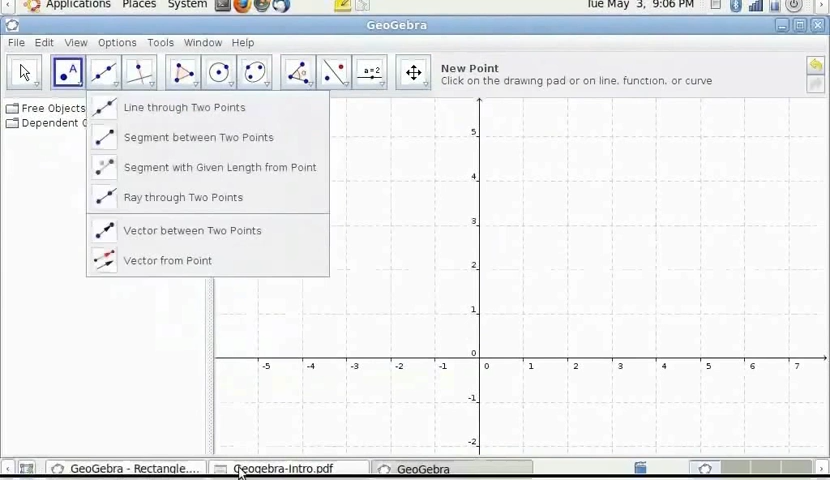 Applications Places System Tue May 3, 9:06 PM
GeoGebra
File Edit View Options Tools Window Help
A
a=2
New Point
Click on the drawing pad or on line, function, or curve
Free Objects
Dependent
Line through Two Points
Segment between Two Points
Segment with Given Length from Point
Ray through Two Points
Vector between Two Points
Vector from Point
5
4
3
2
1
0
-5 -4 -3 -2 -1 0 1 2 3 4 5 6 7
-1
-2
GeoGebra - Rectangle.... Geogebra-Intro.pdf GeoGebra